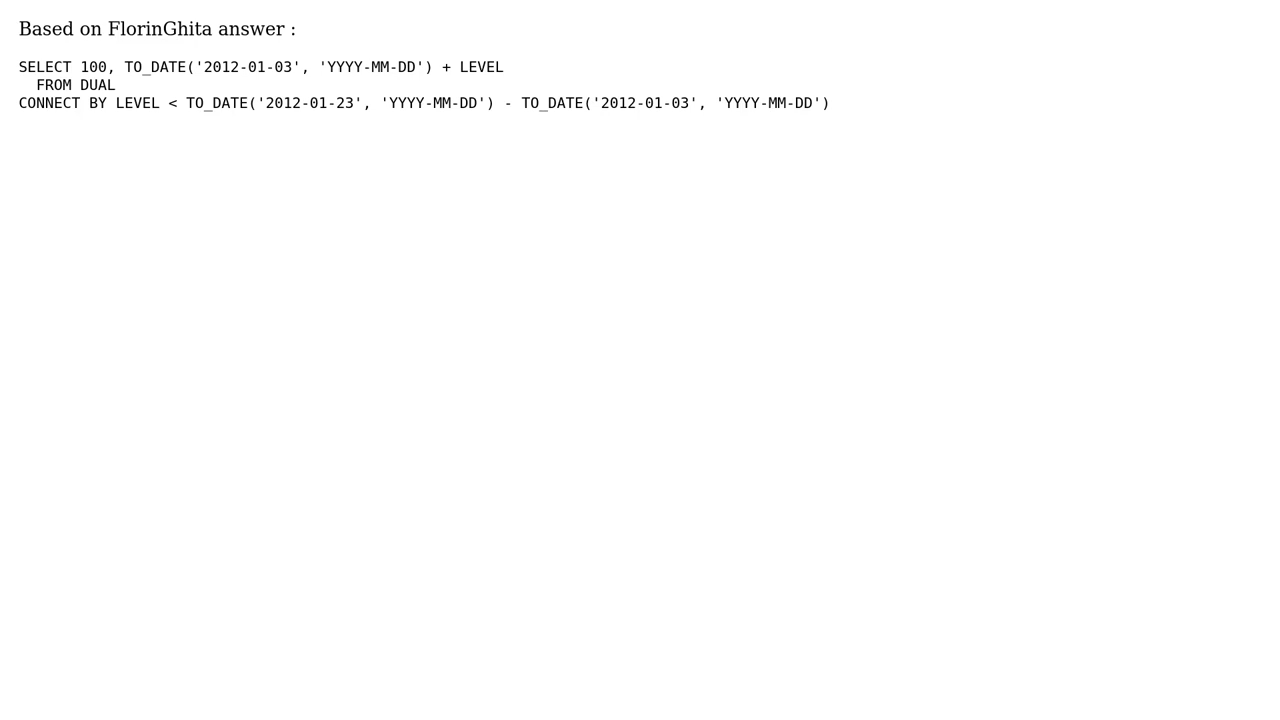 Based on FlorinGhita answer :
SELECT 100, TO_DATE('2012-01-03', 'YYYY-MM-DD') + LEVEL
  FROM DUAL
CONNECT BY LEVEL < TO_DATE('2012-01-23', 'YYYY-MM-DD') - TO_DATE('2012-01-03', 'YYYY-MM-DD')